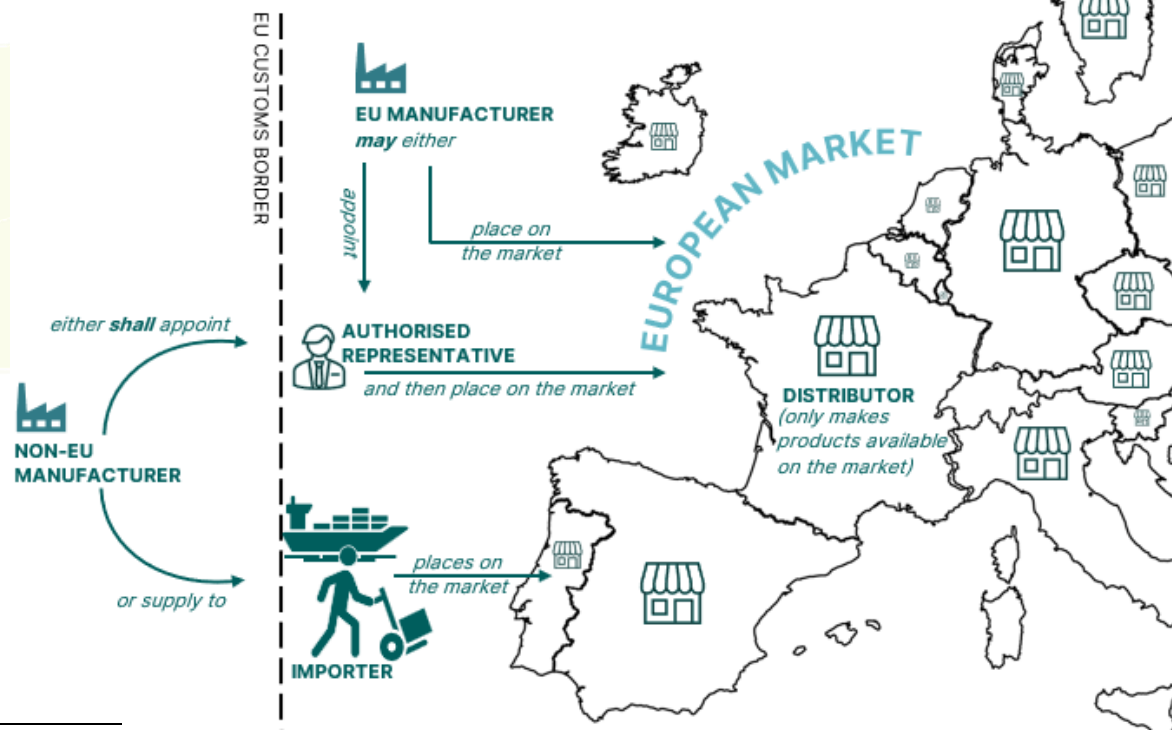 EU CUSTOMS BORDER
EU MANUFACTURER
may either
appoint
place on
the market
EUROPEAN MARKET
either shall appoint
AUTHORISED
REPRESENTATIVE
and then place on the market
NON-EU
MANUFACTURER
DISTRIBUTOR
(only makes
products available
on the market)
or supply to
places on
the market
IMPORTER